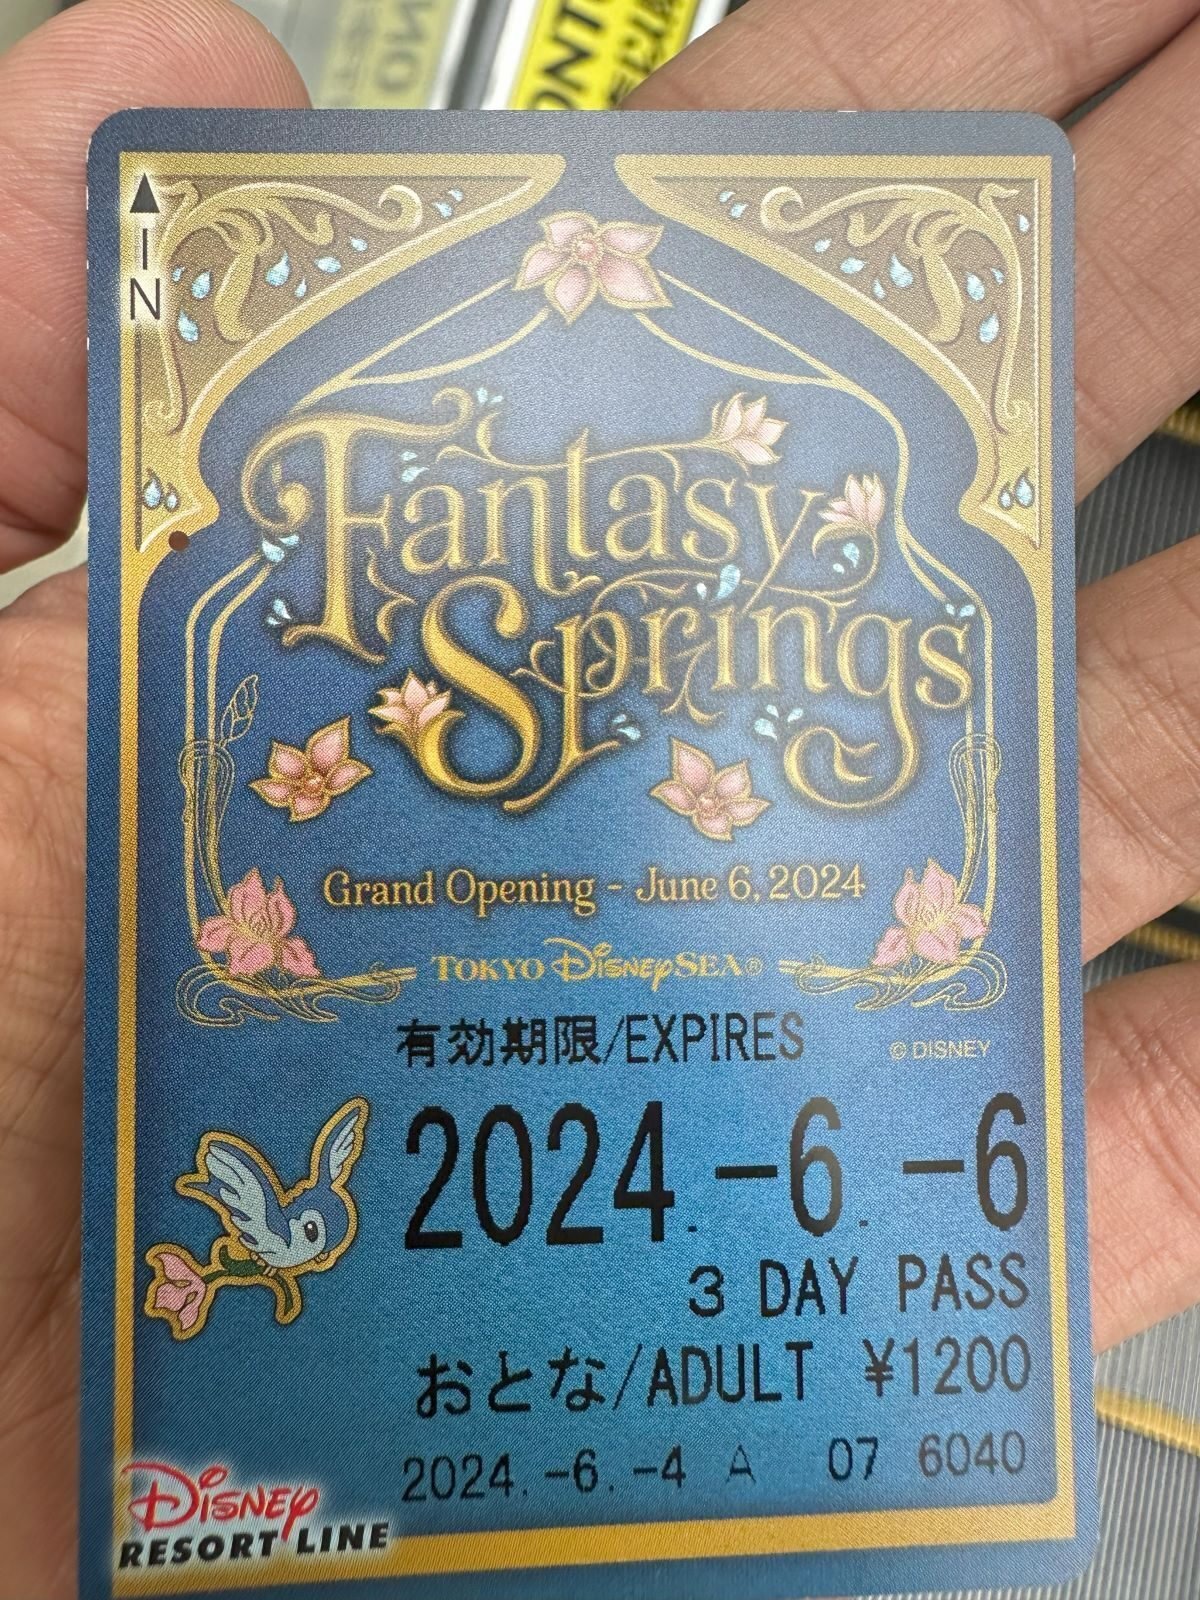 IN
Fantasy
Springs
Grand Opening - June 6, 2024
TOKYO DISNEYSEA®
有効期限/EXPIRES
© DISNEY
2024.-6.-6
3 DAY PASS
おとな/ADULT ¥1200
2024.-6.-4 A 07 6040
DISNEY
RESORT LINE